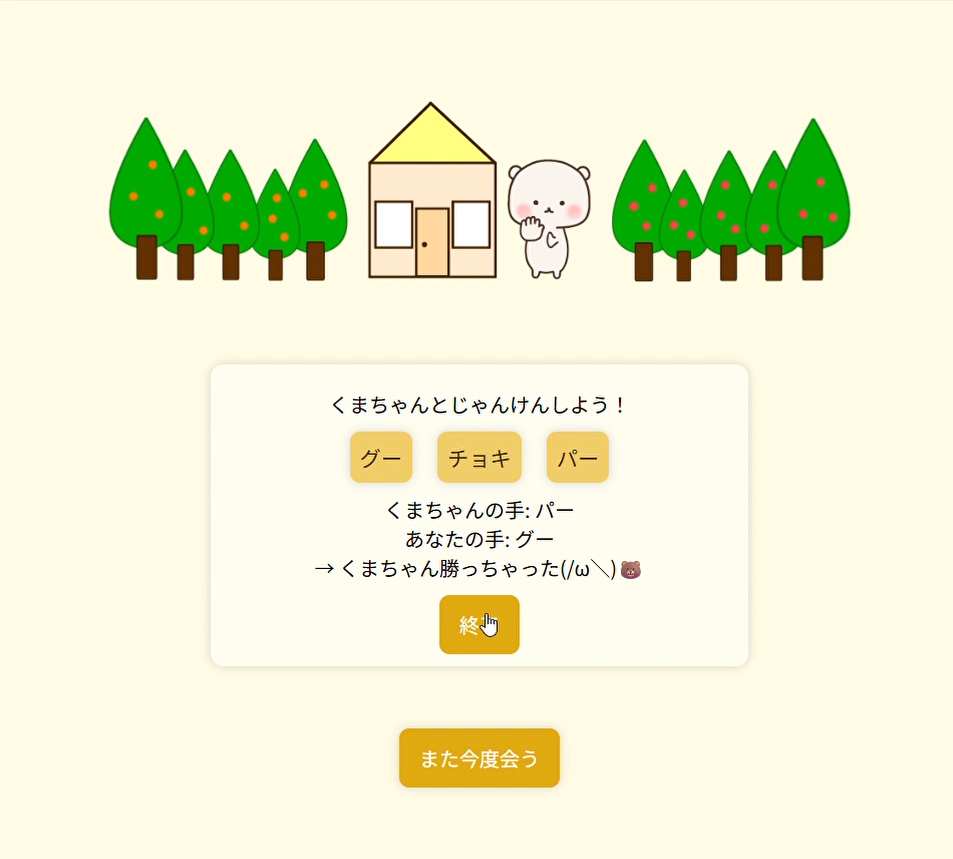 くまちゃんとじゃんけんしよう！
グー チョキ パー
くまちゃんの手: パー
あなたの手: グー
→ くまちゃん勝っちゃった(/ω＼)🐻
終
また今度会う